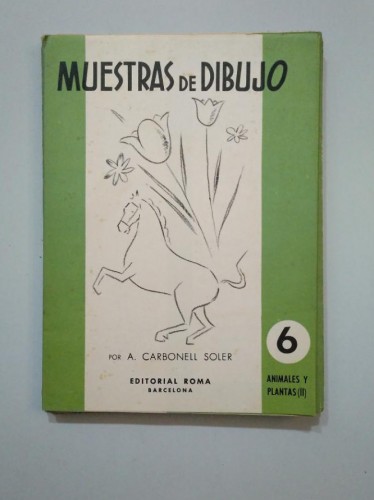 MUESTRAS DE DIBUJO
POR A. CARBONELL SOLER
EDITORIAL ROMA
BARCELONA
6
ANIMALES Y
PLANTAS (II)